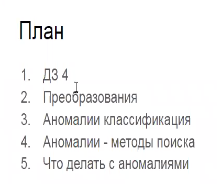 План
1. ДЗ 4
2. Преобразования
3. Аномалии классификация
4. Аномалии - методы поиска
5. Что делать с аномалиями